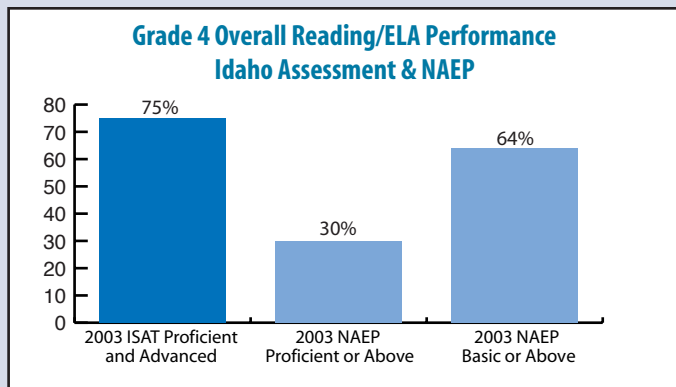 Grade 4 Overall Reading/ELA Performance
Idaho Assessment & NAEP
80
70
60
50
40
30
20
10
0
75%
30%
64%
2003 ISAT Proficient
and Advanced
2003 NAEP
Proficient or Above
2003 NAEP
Basic or Above